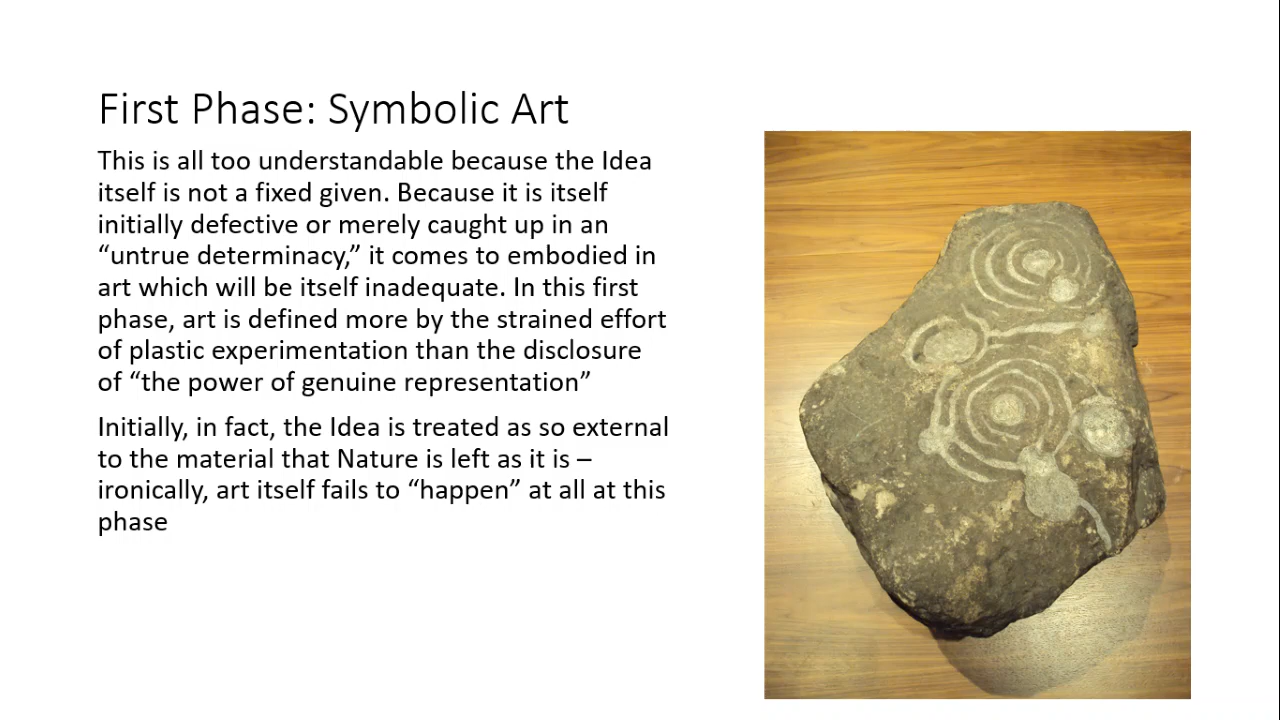 First Phase: Symbolic Art
This is all too understandable because the Idea
itself is not a fixed given. Because it is itself
initially defective or merely caught up in an
“untrue determinacy,” it comes to embodied in
art which will be itself inadequate. In this first
phase, art is defined more by the strained effort
of plastic experimentation than the disclosure
of “the power of genuine representation”
Initially, in fact, the Idea is treated as so external
to the material that Nature is left as it is –
ironically, art itself fails to “happen” at all at this
phase